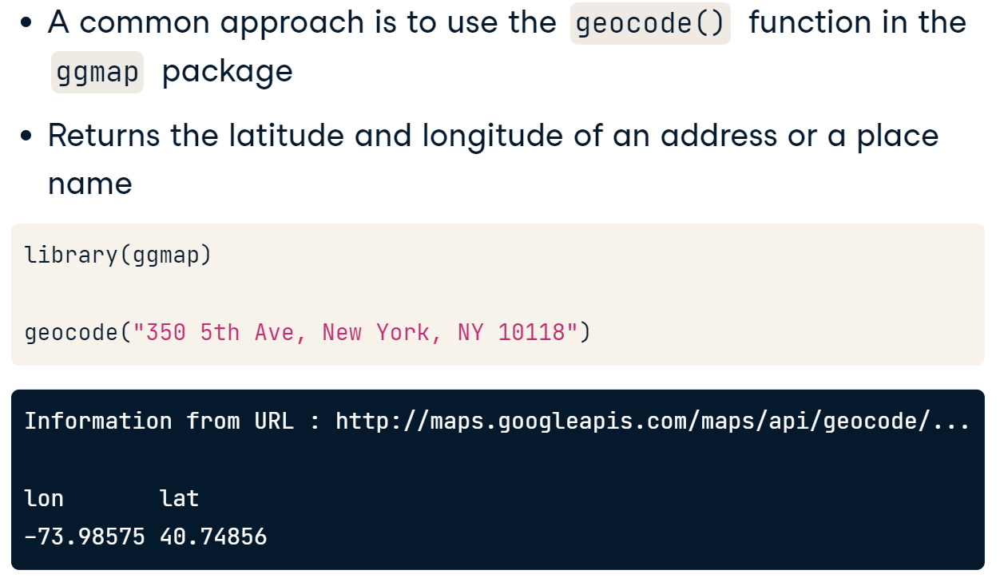 • A common approach is to use the geocode() function in the
ggmap package
• Returns the latitude and longitude of an address or a place
name
library(ggmap)
geocode("350 5th Ave, New York, NY 10118")
Information from URL : http://maps.googleapis.com/maps/api/geocode/...
lon       lat
-73.98575 40.74856